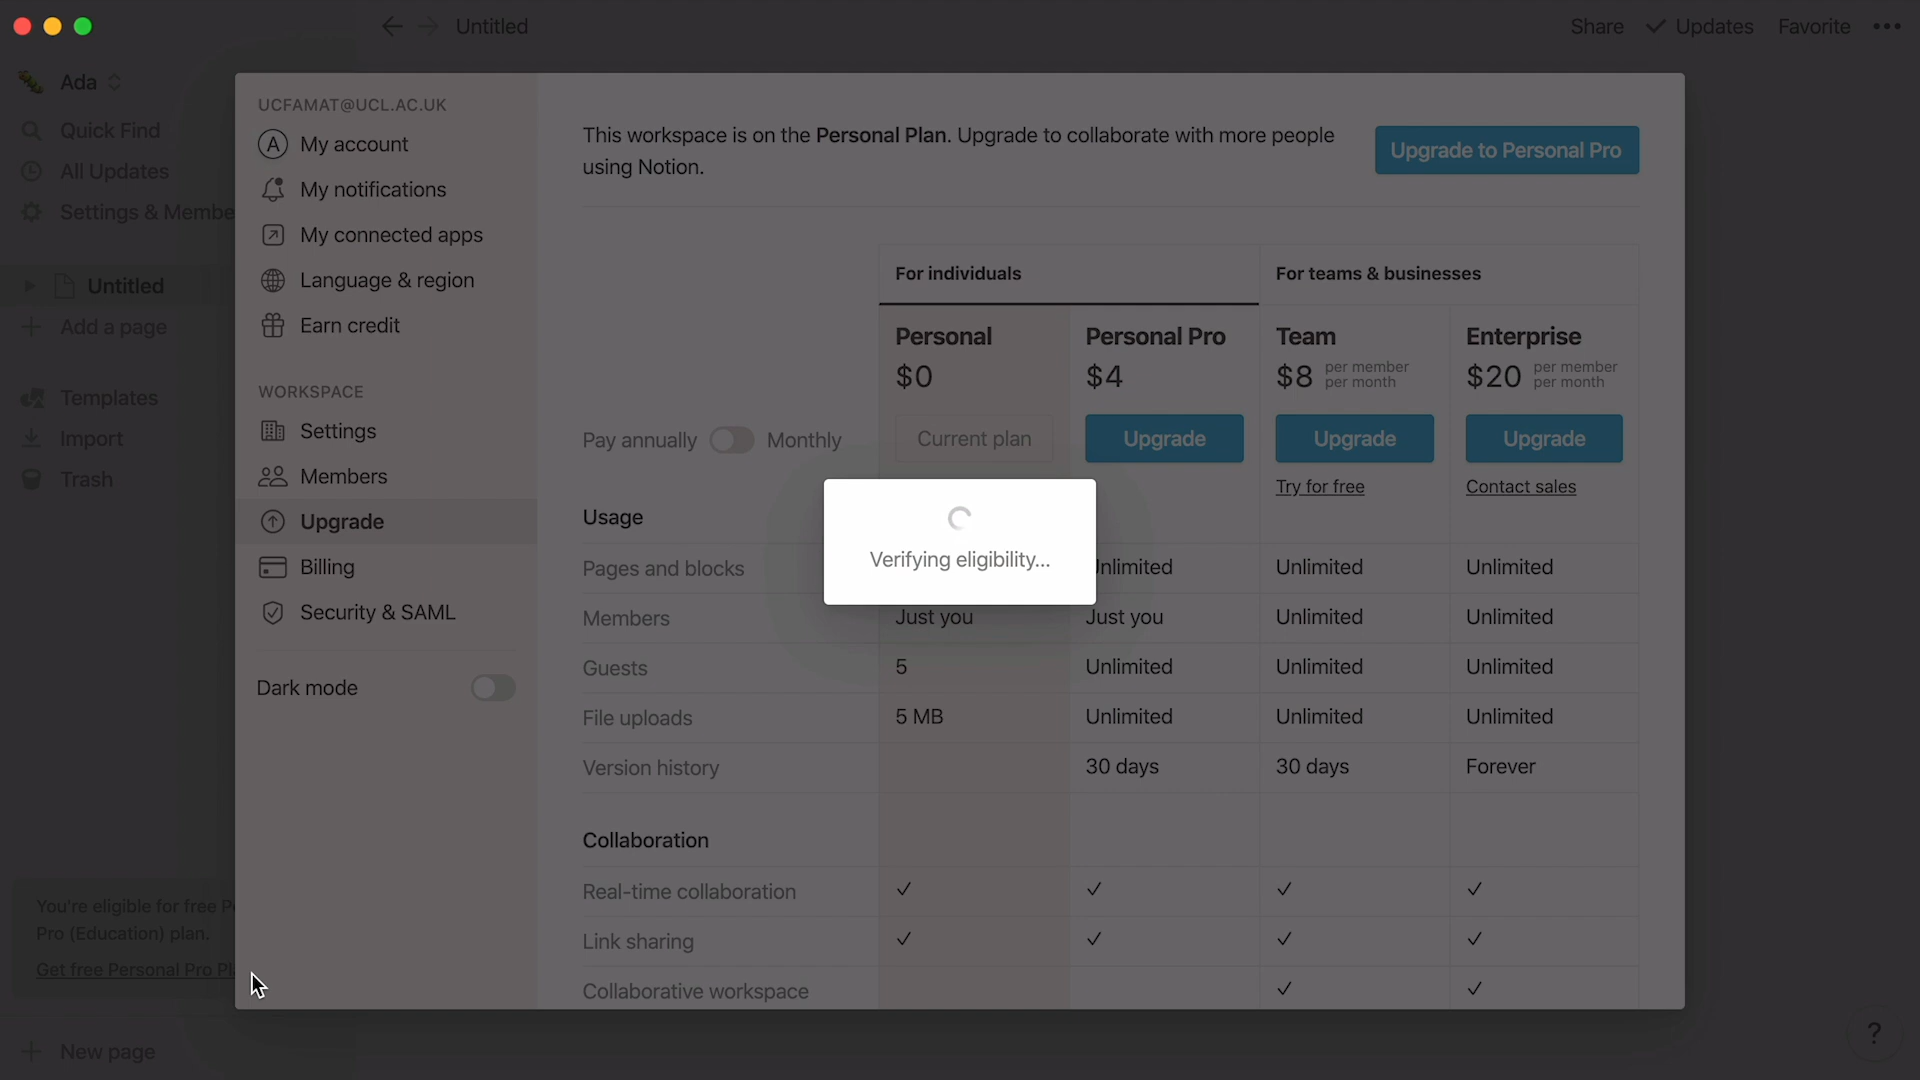 Untitled
Share
Updates
Favorite
Ada
Quick Find
All Updates
Settings & Membe
Untitled
Add a page
Templates
Import
Trash
You're eligible for free P
Pro (Education) plan.
Get free Personal Pro Pl
New page
UCFAMAT@UCL.AC.UK
A
My account
My notifications
My connected apps
Language & region
Earn credit
WORKSPACE
Settings
Members
Upgrade
Billing
Security & SAML
Dark mode
This workspace is on the Personal Plan. Upgrade to collaborate with more people
using Notion.
Upgrade to Personal Pro
For individuals
For teams & businesses
Personal
Personal Pro
Team
Enterprise
$0
$4
$8 per member
per month
$20 per member
per month
Pay annually
Monthly
Current plan
Upgrade
Upgrade
Upgrade
Try for free
Contact sales
Usage
Verifying eligibility...
Pages and blocks
Unlimited
Unlimited
Unlimited
Members
Just you
Just you
Unlimited
Unlimited
Guests
5
Unlimited
Unlimited
Unlimited
File uploads
5 MB
Unlimited
Unlimited
Unlimited
Version history
30 days
30 days
Forever
Collaboration
Real-time collaboration
Link sharing
Collaborative workspace
?